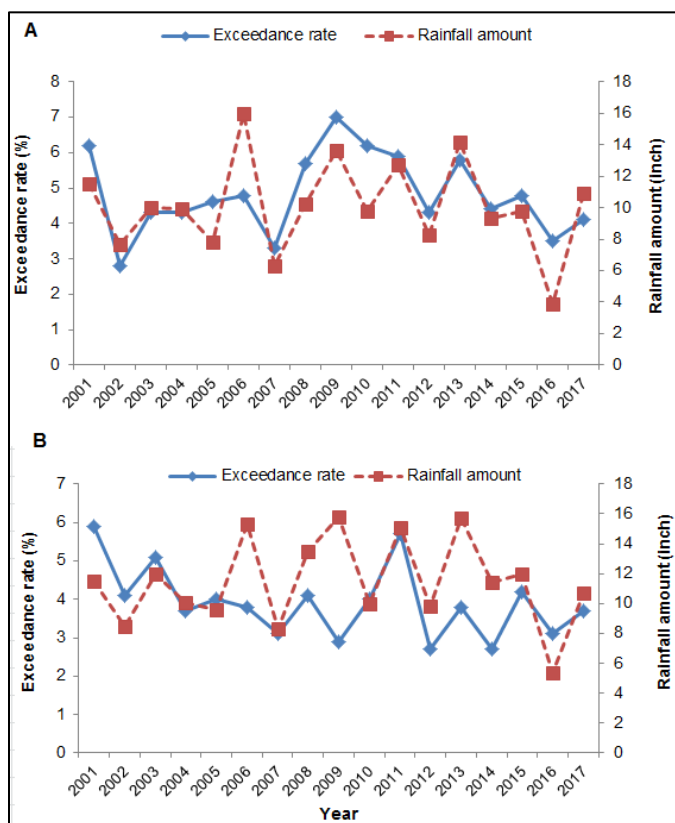 A
Exceedance rate Rainfall amount
8 18
7 16
6 14
5 12
4 10
3 8
2 6
1 4
0 2
0
Exceedance rate (%)
Rainfall amount (Inch)
2001 2002 2003 2004 2005 2006 2007 2008 2009 2010 2011 2012 2013 2014 2015 2016 2017
B
Exceedance rate Rainfall amount
7 18
6 16
5 14
4 12
3 10
2 8
1 6
0 4
2
0
Exceedance rate (%)
Rainfall amount (Inch)
2001 2002 2003 2004 2005 2006 2007 2008 2009 2010 2011 2012 2013 2014 2015 2016 2017
Year